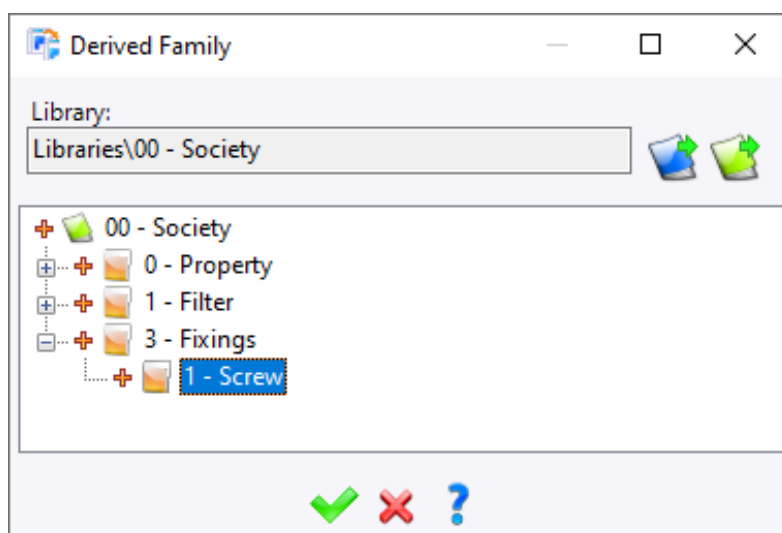 Derived Family
Library:
Libraries\00 - Society
00 - Society
0 - Property
1 - Filter
3 - Fixings
1 - Screw